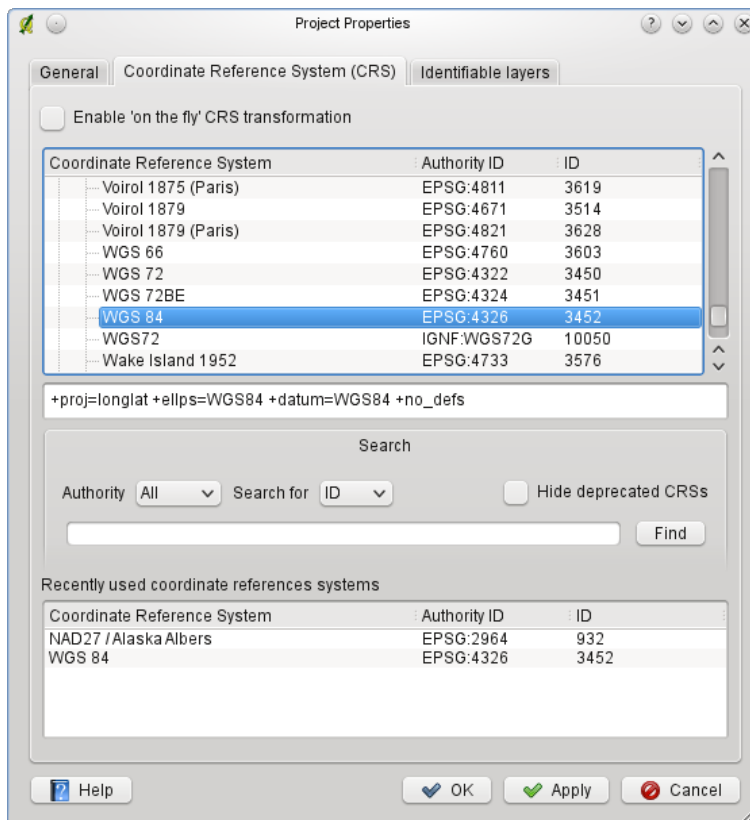 Project Properties
General Coordinate Reference System (CRS) Identifiable layers
Enable 'on the fly' CRS transformation
Coordinate Reference System Authority ID ID
Voirol 1875 (Paris) EPSG:4811 3619
Voirol 1879 EPSG:4671 3514
Voirol 1879 (Paris) EPSG:4821 3628
WGS 66 EPSG:4760 3603
WGS 72 EPSG:4322 3450
WGS 72BE EPSG:4324 3451
WGS 84 EPSG:4326 3452
WGS72 IGNF:WGS72G 10050
Wake Island 1952 EPSG:4733 3576
+proj=longlat +ellps=WGS84 +datum=WGS84 +no_defs
Search
Authority All Search for ID Hide deprecated CRSs
Find
Recently used coordinate references systems
Coordinate Reference System Authority ID ID
NAD27 / Alaska Albers EPSG:2964 932
WGS 84 EPSG:4326 3452
Help OK Apply Cancel